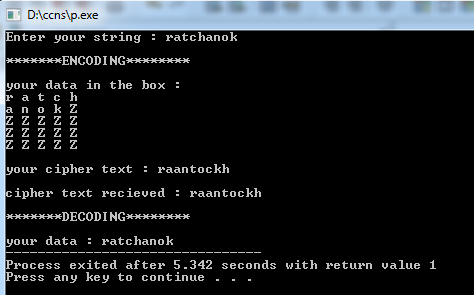 D:\ccns\p.exe
Enter your string : ratchanok
*******ENCODING********
your data in the box :
r a t c h
a n o k Z
Z Z Z Z Z
Z Z Z Z Z
Z Z Z Z Z
your cipher text : raantockh
cipher text recieved : raantockh
*******DECODING********
your data : ratchanok
--------------------------------
Process exited after 5.342 seconds with return value 1
Press any key to continue . . .